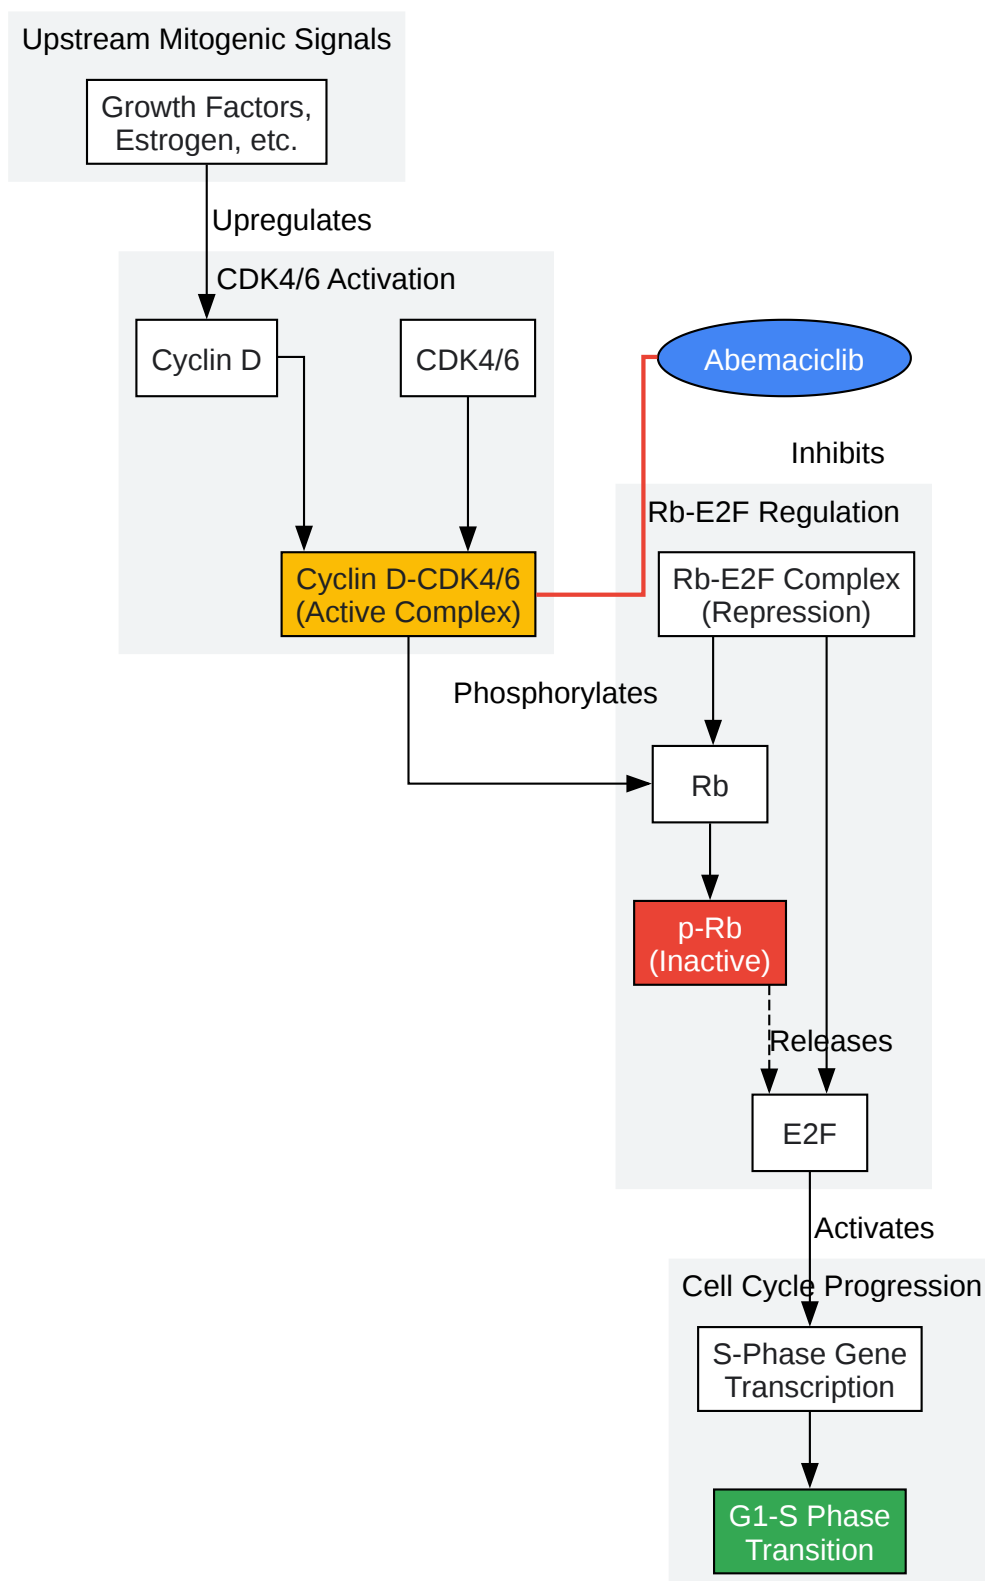 Upstream Mitogenic Signals
Growth Factors,
Estrogen, etc.
Upregulates
CDK4/6 Activation
Cyclin D
CDK4/6
Abemaciclib
Inhibits
Rb-E2F Regulation
Cyclin D-CDK4/6
(Active Complex)
Rb-E2F Complex
(Repression)
Phosphorylates
Rb
p-Rb
(Inactive)
Releases
E2F
Activates
Cell Cycle Progression
S-Phase Gene
Transcription
G1-S Phase
Transition